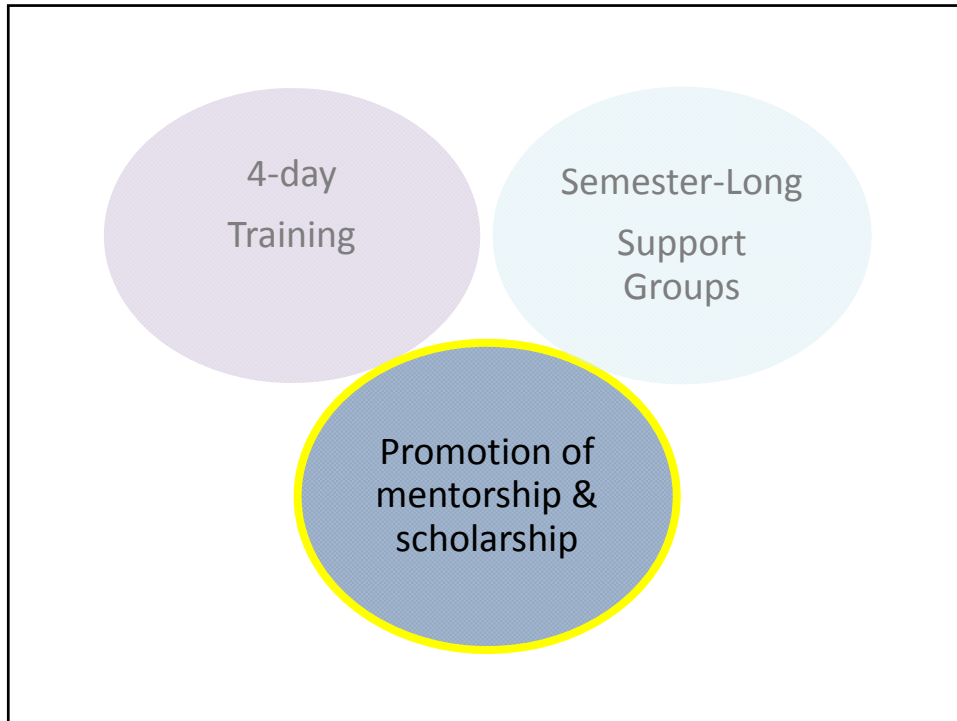 4-day
Training
Semester-Long
Support
Groups
Promotion of
mentorship &
scholarship